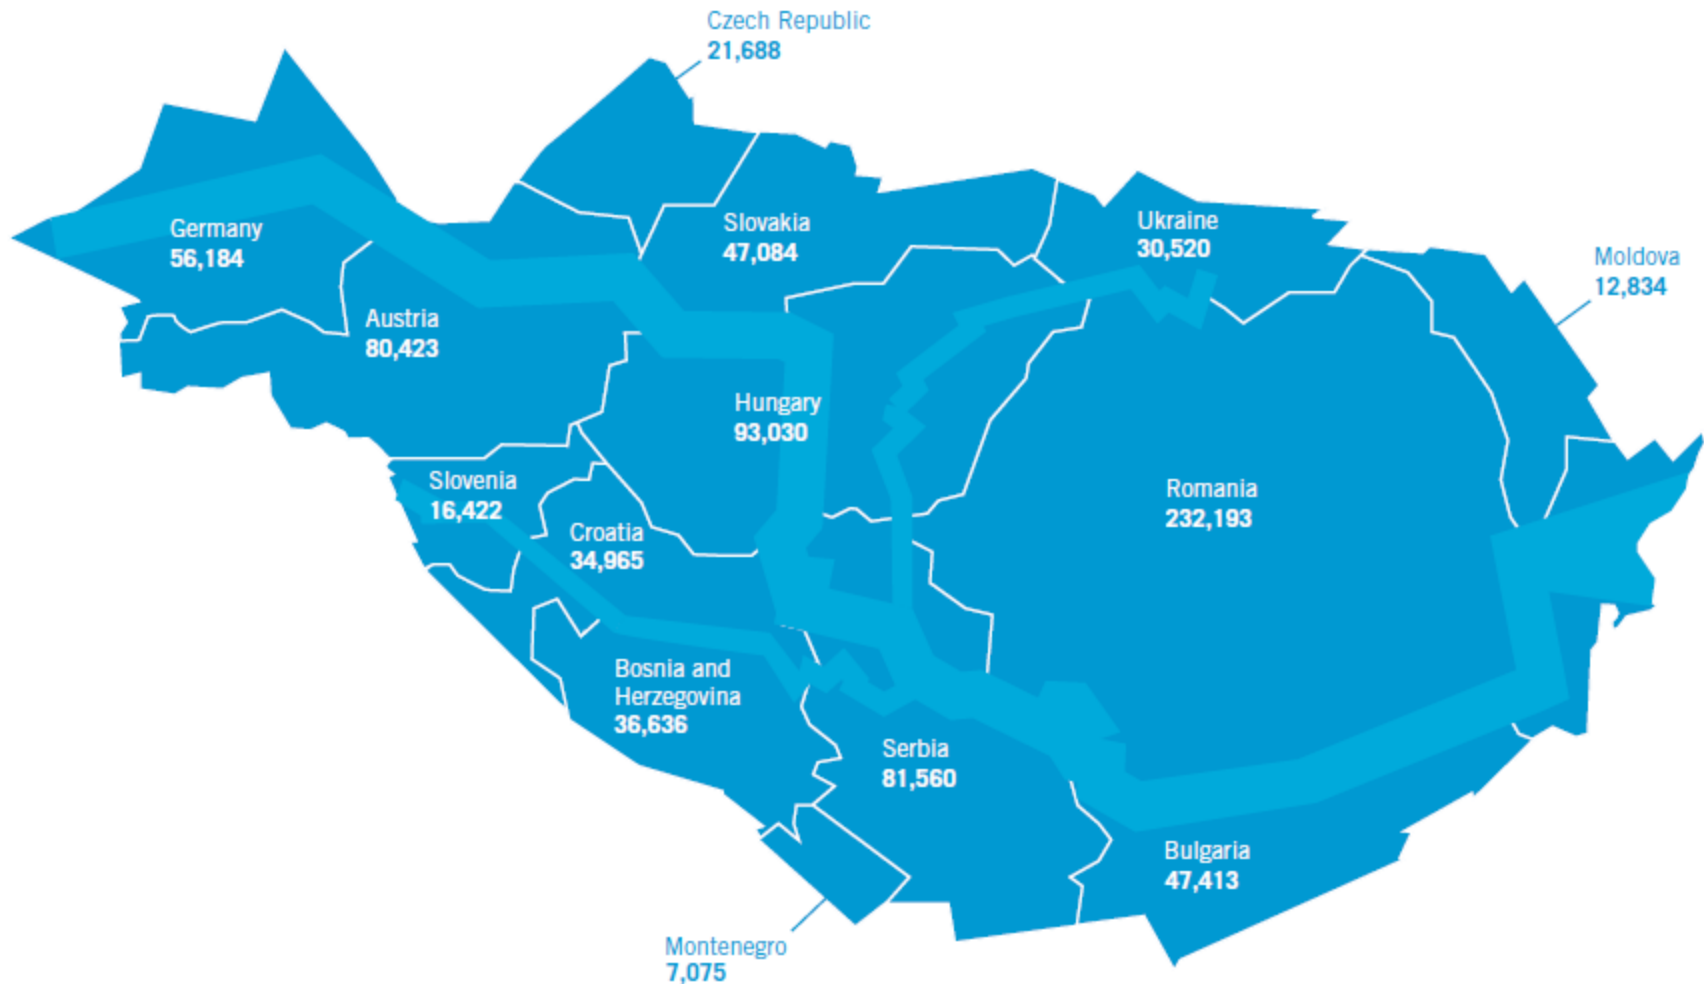 Czech Republic
21,688
Germany
56,184
Slovakia
47,084
Ukraine
30,520
Moldova
12,834
Austria
80,423
Hungary
93,030
Slovenia
16,422
Croatia
34,965
Romania
232,193
Bosnia and
Herzegovina
36,636
Serbia
81,560
Bulgaria
47,413
Montenegro
7,075